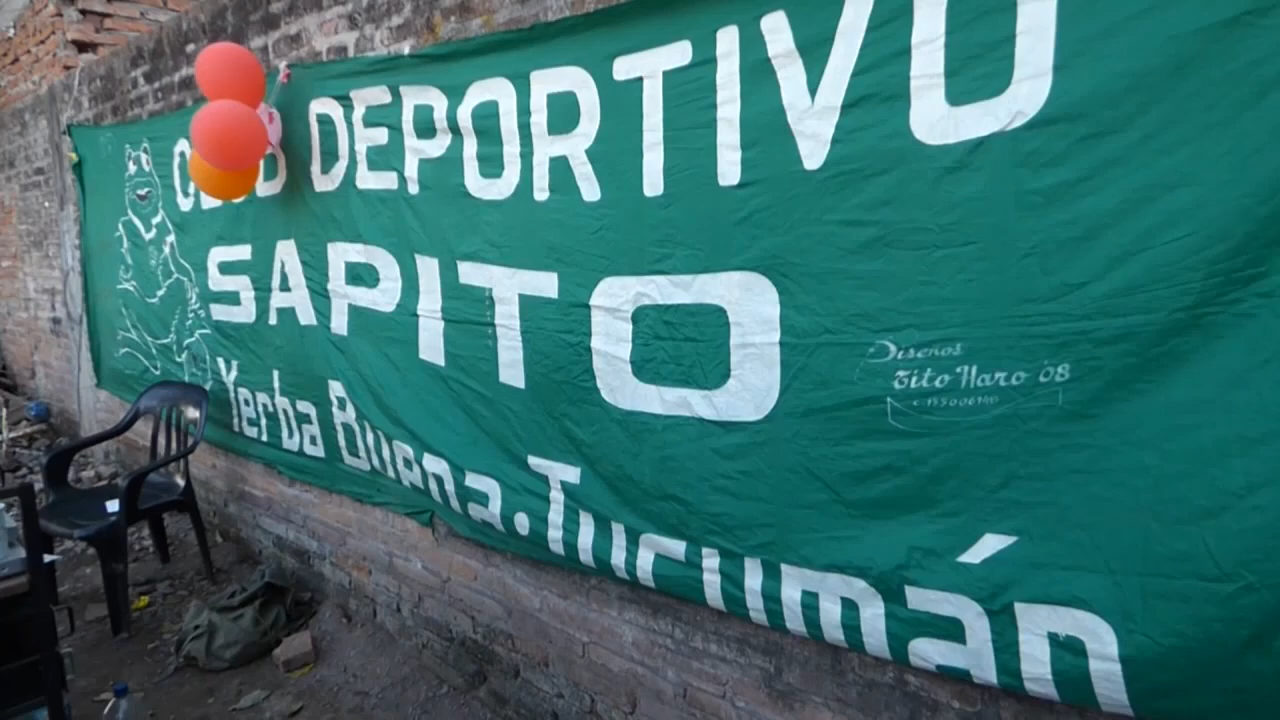 CLUB DEPORTIVO
SAPITO
Yerba Buena.Tucumán
Diseños
Tito Haro 08